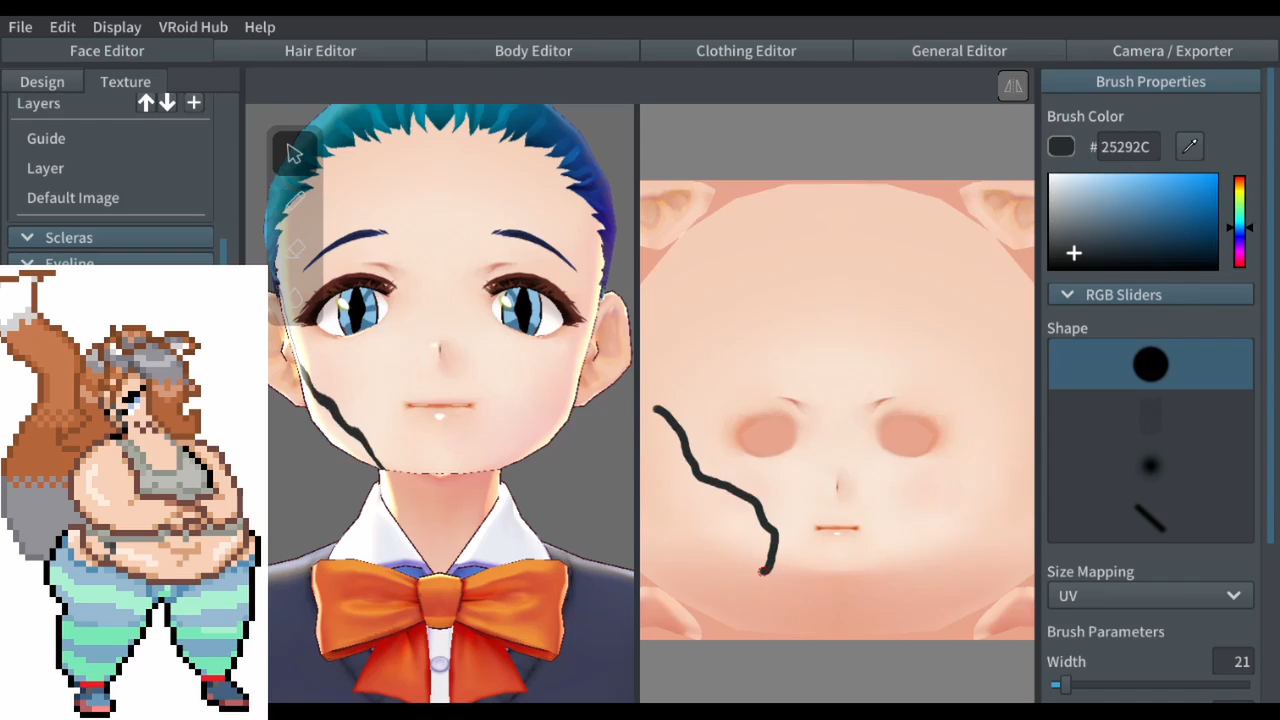 File Edit Display VRoid Hub Help
Face Editor Hair Editor Body Editor Clothing Editor General Editor Camera / Exporter
Design Texture
Layers
Guide
Layer
Default Image
Scleras
Eyeline
Brush Properties
Brush Color
# 25292C
RGB Sliders
Shape
Size Mapping
UV
Brush Parameters
Width 21